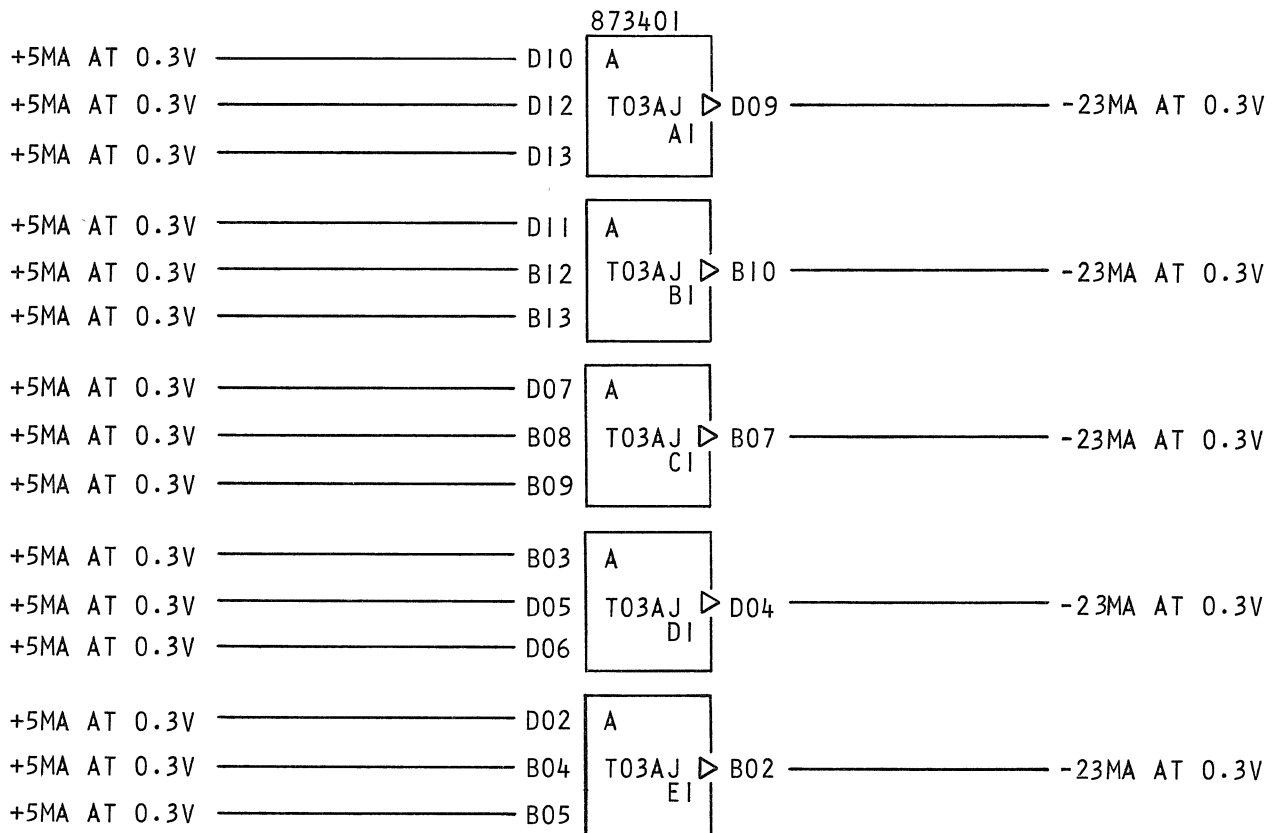 873401
+5MA AT 0.3V D10 A
+5MA AT 0.3V D12 T03AJ D09 -23MA AT 0.3V
A1
+5MA AT 0.3V D13
+5MA AT 0.3V D11 A
+5MA AT 0.3V B12 T03AJ B10 -23MA AT 0.3V
B1
+5MA AT 0.3V B13
+5MA AT 0.3V D07 A
+5MA AT 0.3V B08 T03AJ B07 -23MA AT 0.3V
C1
+5MA AT 0.3V B09
+5MA AT 0.3V B03 A
+5MA AT 0.3V D05 T03AJ D04 -23MA AT 0.3V
D1
+5MA AT 0.3V D06
+5MA AT 0.3V D02 A
+5MA AT 0.3V B04 T03AJ B02 -23MA AT 0.3V
E1
+5MA AT 0.3V B05